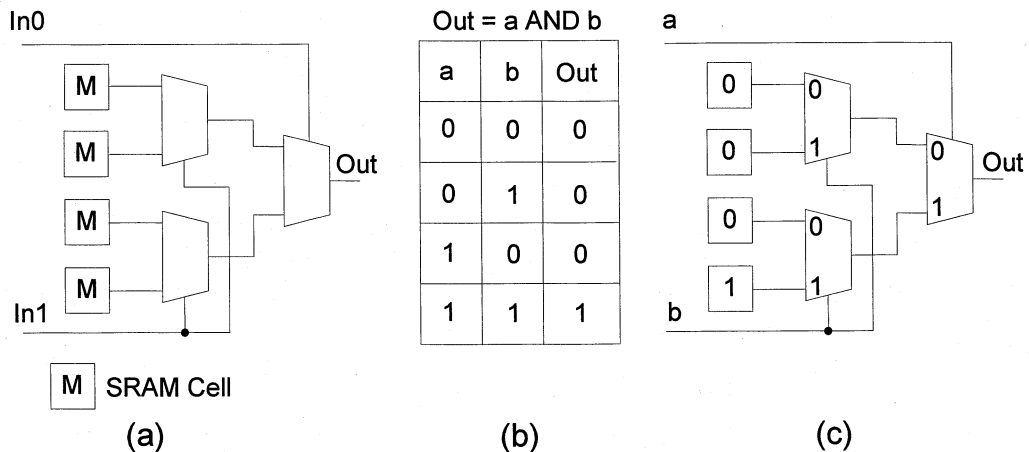 In0
M
M
M
M
In1
Out
M SRAM Cell
(a)
Out = a AND b
a b Out
0 0 0
0 1 0
1 0 0
1 1 1
(b)
a
0 0
0 1
0 0
1 1
0
1
Out
b
(c)